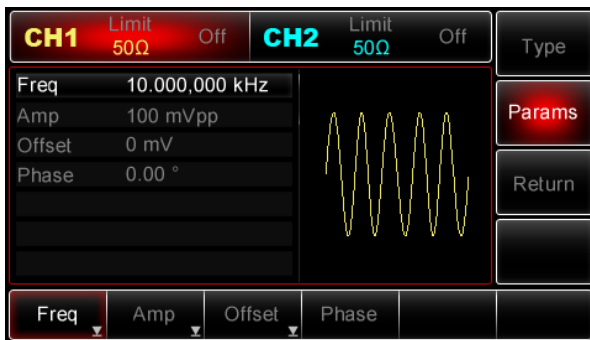 CH1 Limit 50Ω Off CH2 Limit 50Ω Off
Type
Freq 10.000,000 kHz
Amp 100 mVpp
Offset 0 mV
Phase 0.00 °
Params
Return
Freq Amp Offset Phase